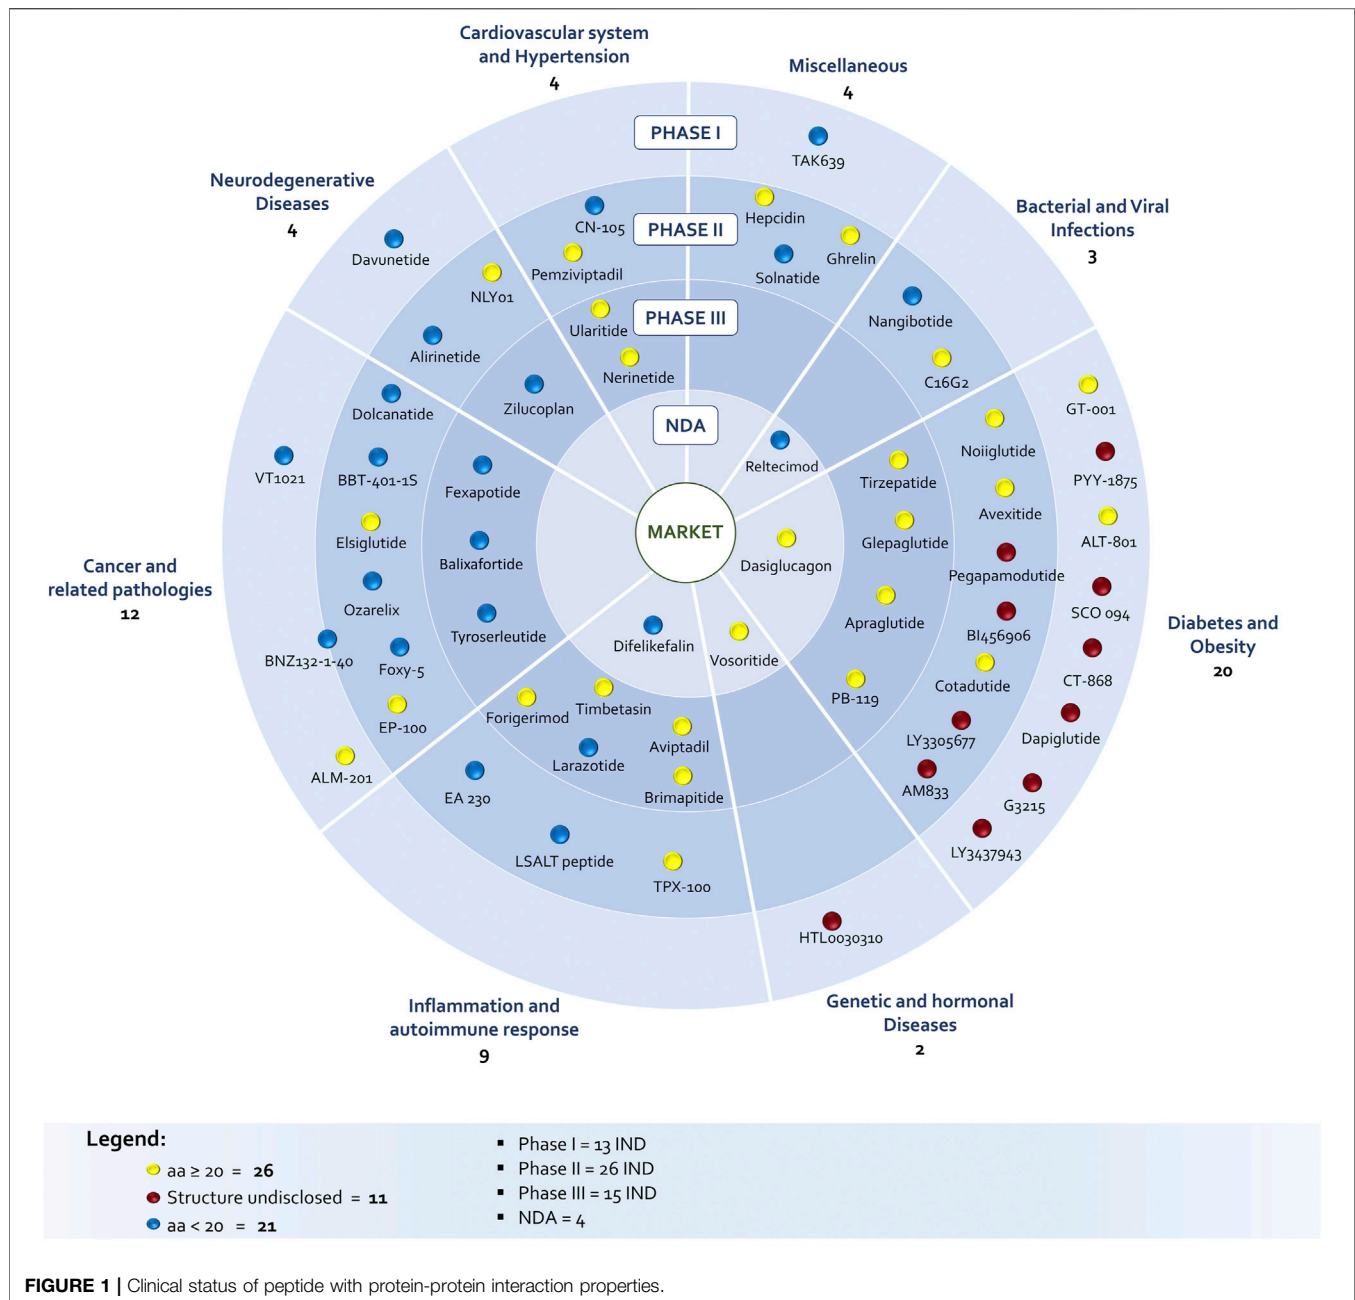 Cardiovascular system
and Hypertension
4
Miscellaneous
4
Bacterial and Viral
Infections
3
Neurodegenerative
Diseases
4
Cancer and
related pathologies
12
Diabetes and
Obesity
20
Inflammation and
autoimmune response
9
Genetic and hormonal
Diseases
2
PHASE I
PHASE II
PHASE III
NDA
MARKET
TAK639
Hepcidin
Ghrelin
Solnatide
CN-105
Pemziviptadil
Ularitide
Nerinetide
Davunetide
NLY01
Alirinetide
Zilucoplan
Nangibotide
C16G2
Reltecimod
GT-001
PYY-1875
ALT-801
SCO 094
CT-868
Dapiglutide
G3215
LY3437943
Noiiglutide
Avexitide
Pegapamodutide
BI456906
Cotadutide
LY3305677
AM833
Tirzepatide
Glepaglutide
Apraglutide
PB-119
Dasiglucagon
Vosoritide
HTL0030310
Difelikefalin
Forigerimod
Timbetasin
Larazotide
Aviptadil
Brimapitide
EA 230
LSALT peptide
TPX-100
VT1021
BNZ132-1-40
ALM-201
Dolcanatide
BBT-401-1S
Elsiglutide
Ozarelix
Foxy-5
EP-100
Fexapotide
Balixafortide
Tyroserleutide
Legend:
aa ≥ 20 = 26
Structure undisclosed = 11
aa < 20 = 21
▪ Phase I = 13 IND
▪ Phase II = 26 IND
▪ Phase III = 15 IND
▪ NDA = 4
FIGURE 1 | Clinical status of peptide with protein-protein interaction properties.